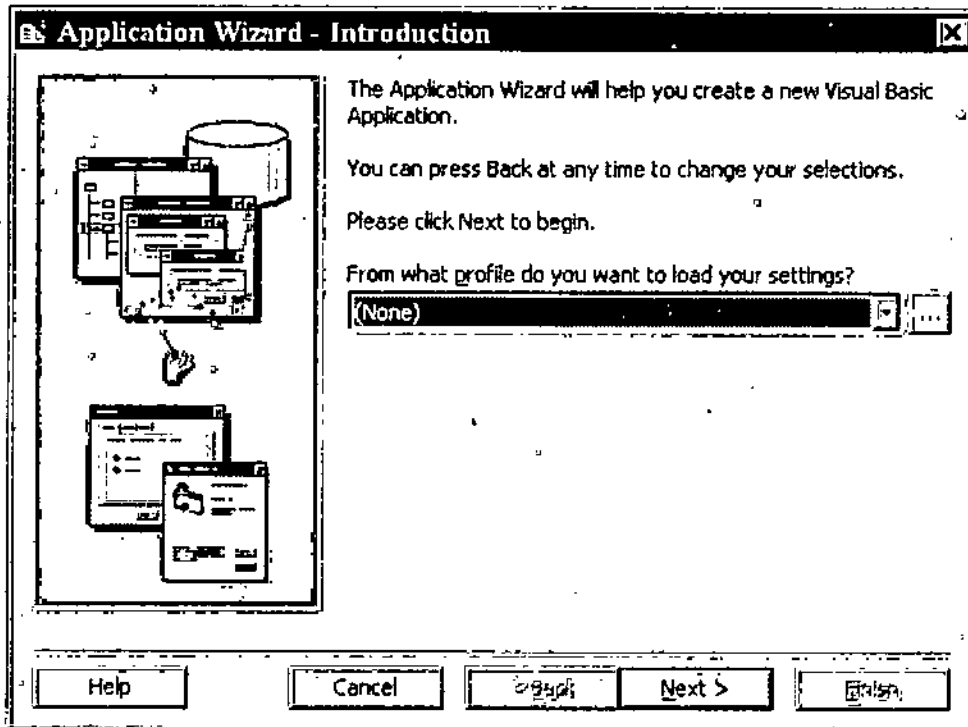 Application Wizard - Introduction
The Application Wizard will help you create a new Visual Basic
Application.
You can press Back at any time to change your selections.
Please click Next to begin.
From what profile do you want to load your settings?
(None)
...
Help
Cancel
< Back
Next >
Finish